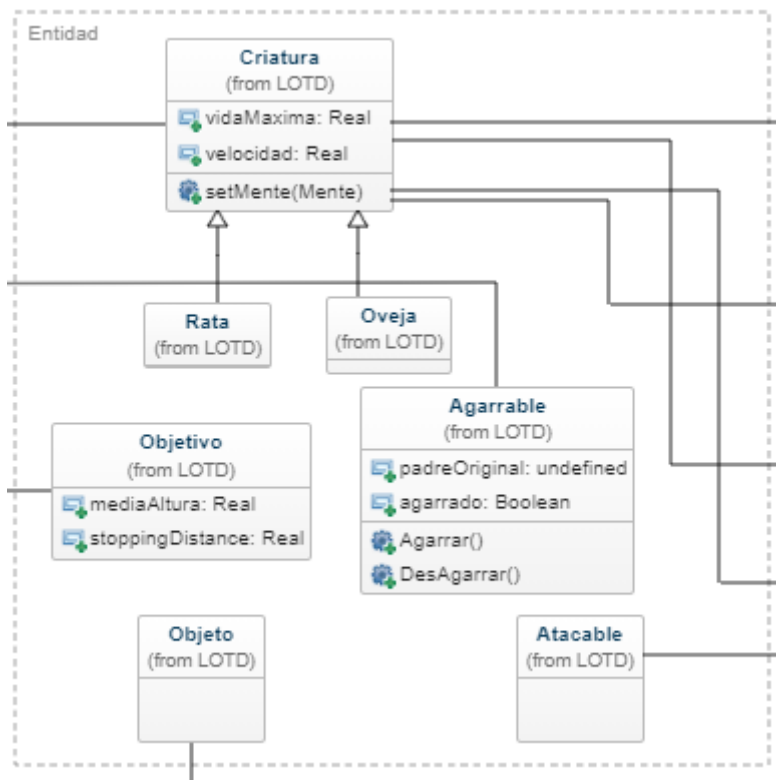 Entidad
Criatura
(from LOTD)
vidaMaxima: Real
velocidad: Real
setMente(Mente)
Rata
(from LOTD)
Oveja
(from LOTD)
Agarrable
(from LOTD)
padreOriginal: undefined
agarrado: Boolean
Agarrar()
DesAgarrar()
Objetivo
(from LOTD)
mediaAltura: Real
stoppingDistance: Real
Objeto
(from LOTD)
Atacable
(from LOTD)